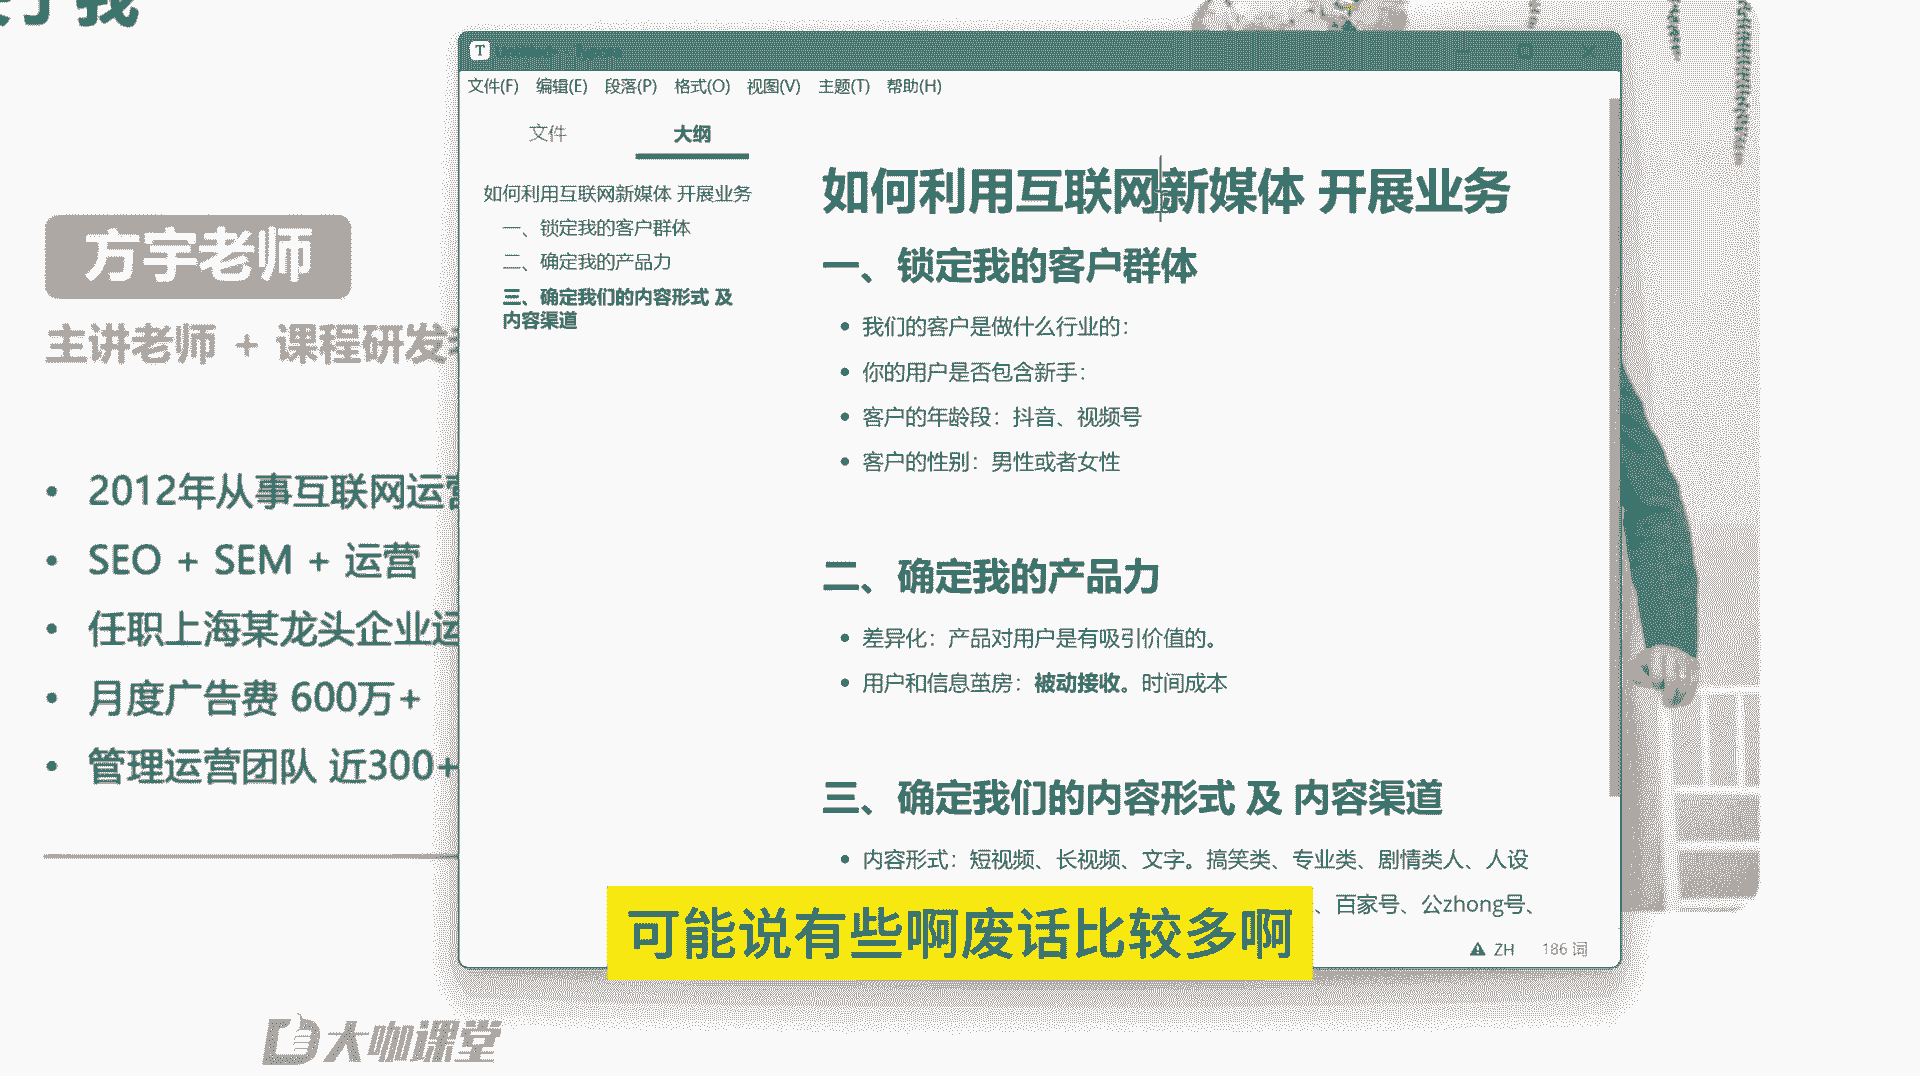 我
方宇老师
主讲老师 + 课程研发
2012年从事互联网运营
SEO + SEM + 运营
任职上海某龙头企业运
月度广告费 600万+
管理运营团队 近300+
大咖课堂
T
文件(F) 编辑(E) 段落(P) 格式(O) 视图(V) 主题(T) 帮助(H)
文件 大纲
如何利用互联网新媒体 开展业务
一、锁定我的客户群体
二、确定我的产品力
三、确定我们的内容形式 及
内容渠道
如何利用互联网新媒体 开展业务
一、锁定我的客户群体
我们的客户是做什么行业的：
你的用户是否包含新手：
客户的年龄段：抖音、视频号
客户的性别：男性或者女性
二、确定我的产品力
差异化：产品对用户是有吸引价值的。
用户和信息茧房：被动接收。时间成本
三、确定我们的内容形式 及 内容渠道
内容形式：短视频、长视频、文字。搞笑类、专业类、剧情类人、人设
、百家号、公zhong号、
ZH 186 词
可能说有些啊废话比较多啊